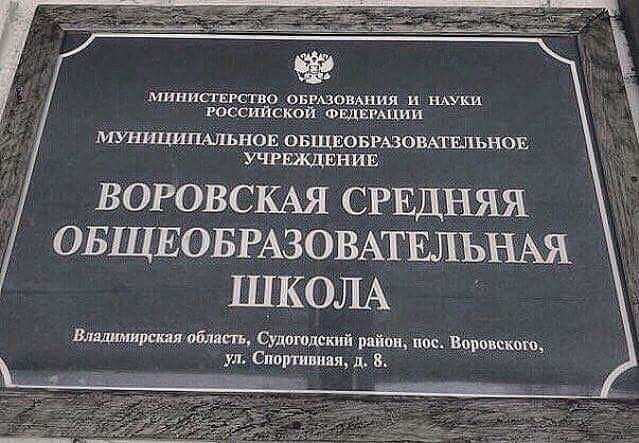 МИНИСТЕРСТВО ОБРАЗОВАНИЯ И НАУКИ
РОССИЙСКОЙ ФЕДЕРАЦИИ
МУНИЦИПАЛЬНОЕ ОБЩЕОБРАЗОВАТЕЛЬНОЕ
УЧРЕЖДЕНИЕ
ВОРОВСКАЯ СРЕДНЯЯ
ОБЩЕОБРАЗОВАТЕЛЬНАЯ
ШКОЛА
Владимирская область, Судогодский район, пос. Воровского,
ул. Спортивная, д. 8.